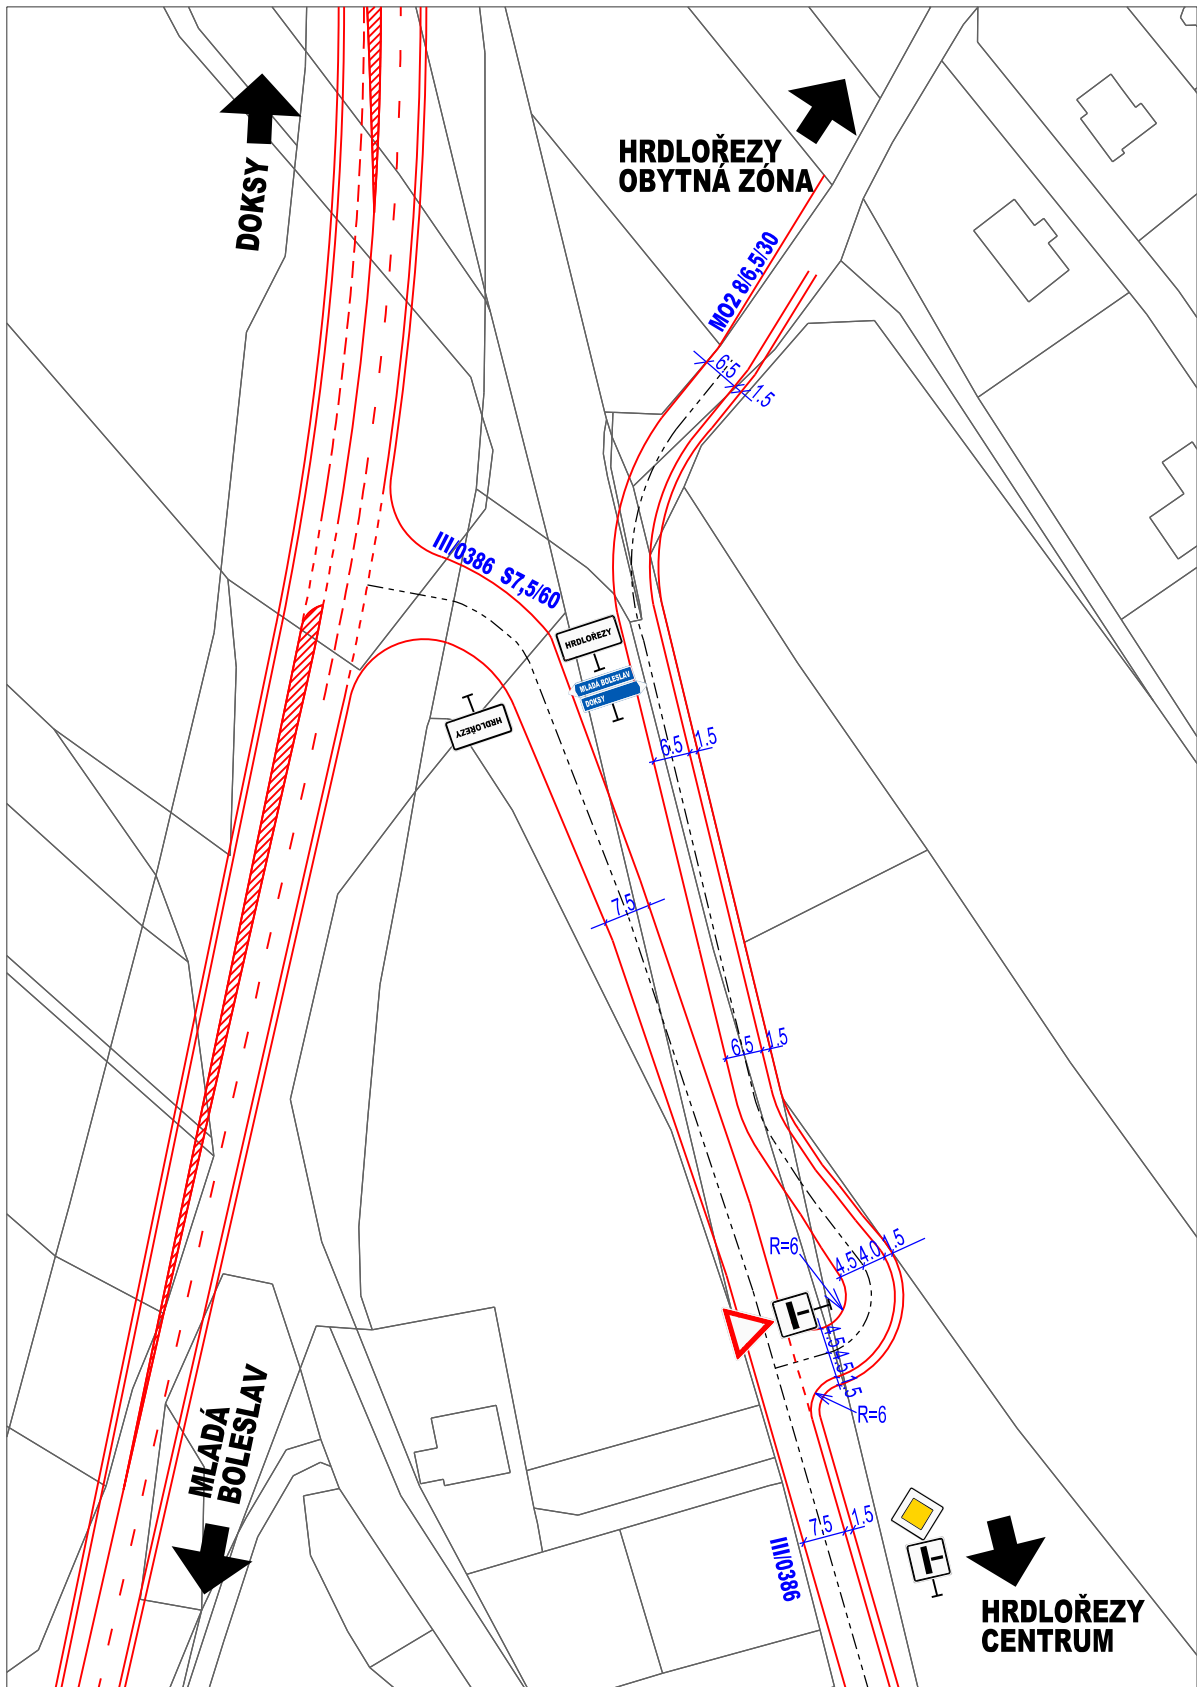 DOKSY
HRDLOŘEZY
OBYTNÁ ZÓNA
MO2 8/6,5/30
6.5
1.5
III/0386 S7,5/60
HRDLOŘEZY
MLADÁ BOLESLAV
DOKSY
HRDLOŘEZY
6.5
1.5
7.5
6.5
1.5
R=6
4.5
4.0
1.5
4.5
4.5
1.5
R=6
MLADÁ
BOLESLAV
7.5
1.5
III/0386
HRDLOŘEZY
CENTRUM